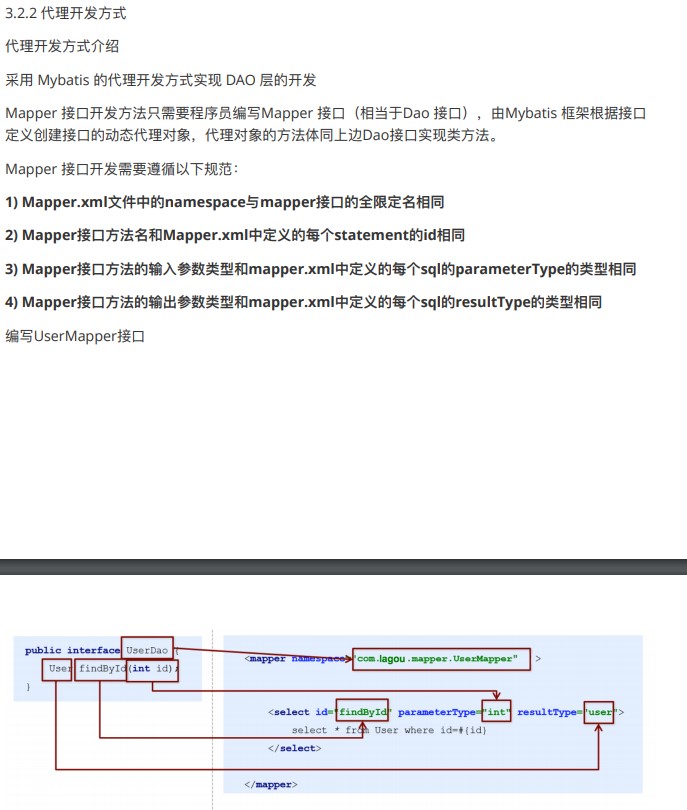 3.2.2 代理开发方式
代理开发方式介绍
采用 Mybatis 的代理开发方式实现 DAO 层的开发
Mapper 接口开发方法只需要程序员编写Mapper 接口（相当于Dao 接口），由Mybatis 框架根据接口
定义创建接口的动态代理对象，代理对象的方法体同上边Dao接口实现类方法。
Mapper 接口开发需要遵循以下规范：
1) Mapper.xml文件中的namespace与mapper接口的全限定名相同
2) Mapper接口方法名和Mapper.xml中定义的每个statement的id相同
3) Mapper接口方法的输入参数类型和mapper.xml中定义的每个sql的parameterType的类型相同
4) Mapper接口方法的输出参数类型和mapper.xml中定义的每个sql的resultType的类型相同
编写UserMapper接口
public interface UserDao {
User findById(int id);
}
<mapper namespace="com.lagou.mapper.UserMapper" >
<select id="findById" parameterType="int" resultType="user">
select * from User where id=#{id}
</select>
</mapper>